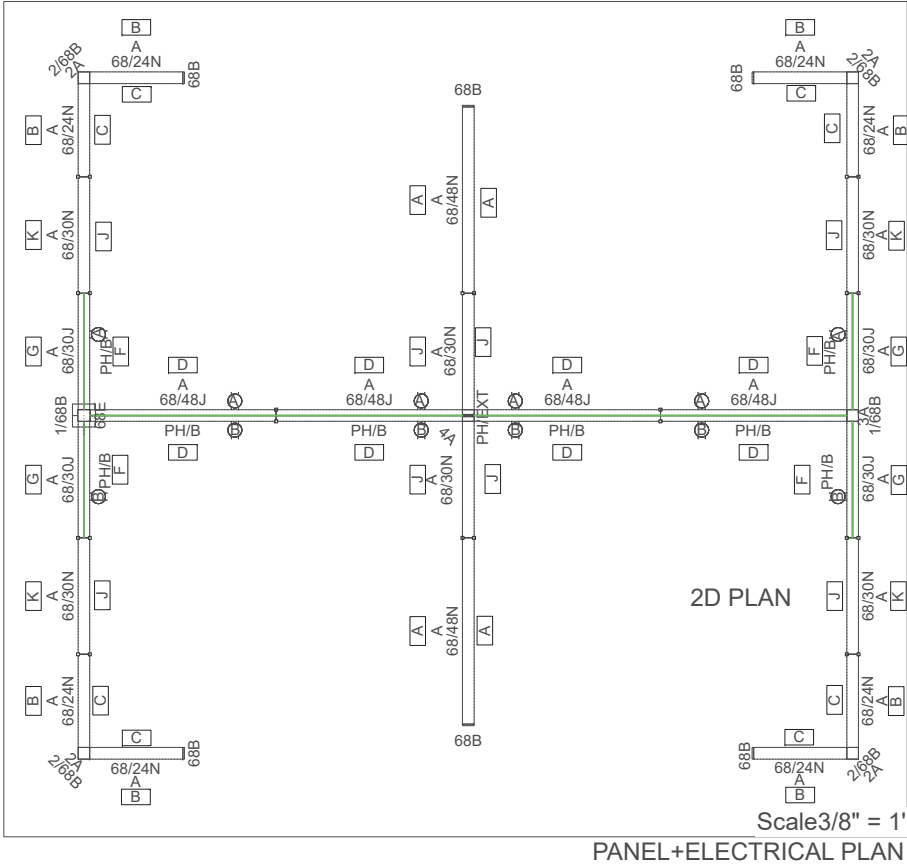 B
A
68/24N
C
2/68B
2A
68B
B
A
68/24N
C
68B
2A
2/68B
68B
B
A
68/24N
C
C
68/24N
A
B
A
A
68/48N
A
K
A
68/30N
J
J
68/30N
A
K
G
A
68/30J
A
PH/B
F
D
A
68/48J
A
D
A
68/48J
A
J
A
68/30N
J
D
A
68/48J
A
D
A
68/48J
A
F
PH/B
A
68/30J
A
G
1/68B
68E
PH/EXT
3A
1/68B
B
PH/B
D
B
PH/B
D
4A
B
PH/B
D
B
PH/B
D
G
A
68/30J
PH/B
B
F
J
A
68/30N
J
F
PH/B
B
68/30J
A
G
K
A
68/30N
J
2D PLAN
J
68/30N
A
K
A
A
68/48N
A
B
A
68/24N
C
C
68/24N
A
B
2A
2/68B
C
68/24N
A
B
68B
68B
68B
C
68/24N
A
B
2/68B
2A
Scale3/8" = 1'
PANEL+ELECTRICAL PLAN